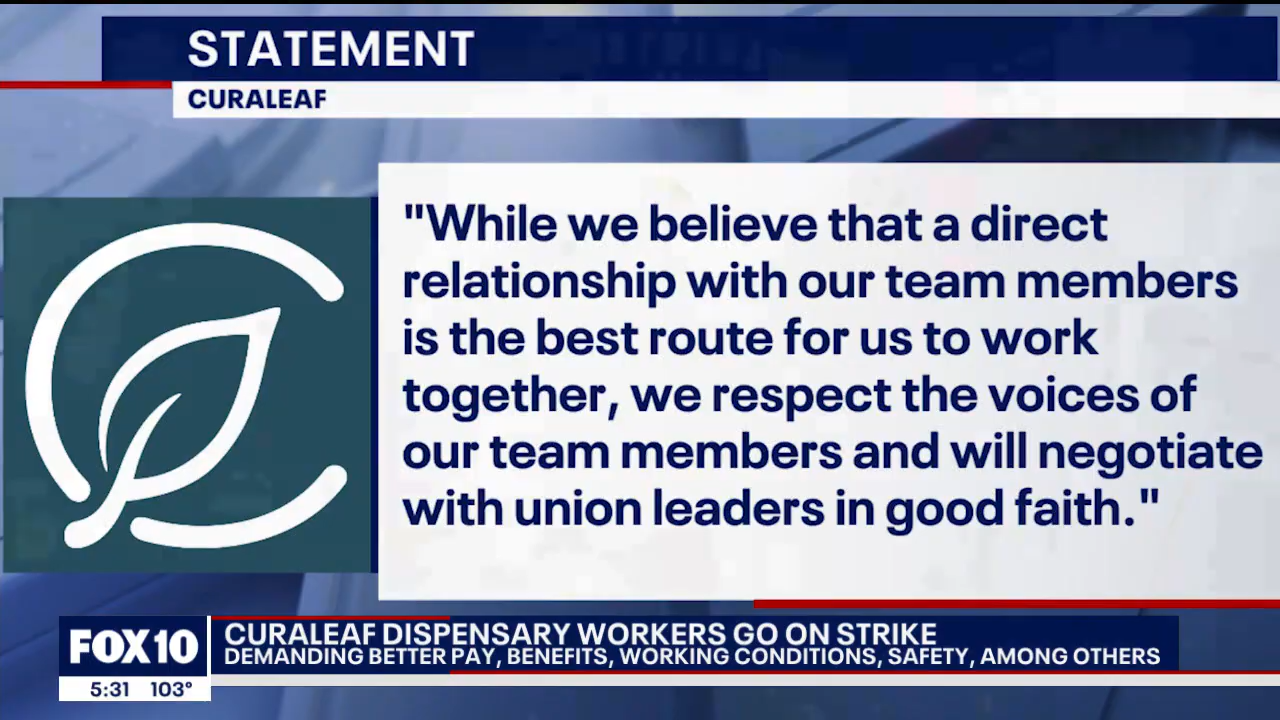 STATEMENT
CURALEAF
"While we believe that a direct
relationship with our team members
is the best route for us to work
together, we respect the voices of
our team members and will negotiate
with union leaders in good faith."
FOX 10
CURALEAF DISPENSARY WORKERS GO ON STRIKE
DEMANDING BETTER PAY, BENEFITS, WORKING CONDITIONS, SAFETY, AMONG OTHERS
5:31 103°